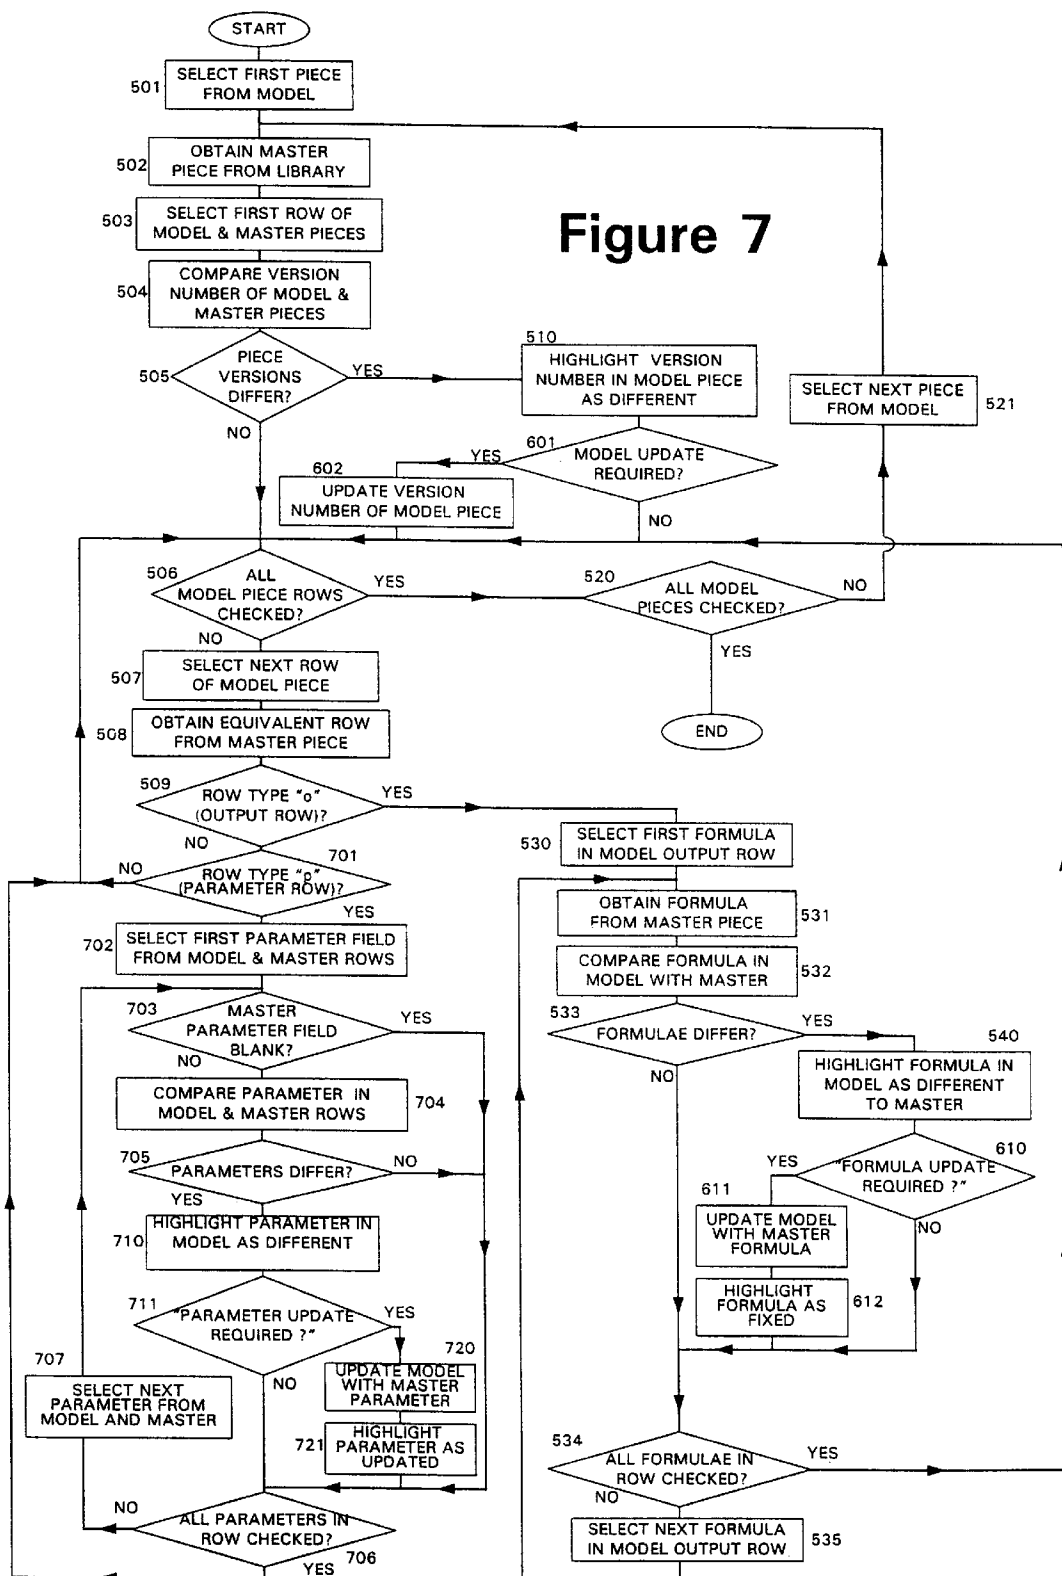 START
501
SELECT FIRST PIECE
FROM MODEL
502
OBTAIN MASTER
PIECE FROM LIBRARY
503
SELECT FIRST ROW OF
MODEL & MASTER PIECES
Figure 7
504
COMPARE VERSION
NUMBER OF MODEL &
MASTER PIECES
505
PIECE
VERSIONS
DIFFER?
YES
NO
510
HIGHLIGHT VERSION
NUMBER IN MODEL PIECE
AS DIFFERENT
SELECT NEXT PIECE
FROM MODEL
521
601
MODEL UPDATE
REQUIRED?
YES
NO
602
UPDATE VERSION
NUMBER OF MODEL PIECE
506
ALL
MODEL PIECE ROWS
CHECKED?
YES
NO
520
ALL MODEL
PIECES CHECKED?
NO
YES
END
507
SELECT NEXT ROW
OF MODEL PIECE
508
OBTAIN EQUIVALENT ROW
FROM MASTER PIECE
509
ROW TYPE "o"
(OUTPUT ROW)?
YES
NO
701
ROW TYPE "p"
(PARAMETER ROW)?
NO
YES
702
SELECT FIRST PARAMETER FIELD
FROM MODEL & MASTER ROWS
703
MASTER
PARAMETER FIELD
BLANK?
YES
NO
COMPARE PARAMETER IN
MODEL & MASTER ROWS
704
705
PARAMETERS DIFFER?
NO
YES
710
HIGHLIGHT PARAMETER IN
MODEL AS DIFFERENT
711
"PARAMETER UPDATE
REQUIRED ?"
YES
NO
720
UPDATE MODEL
WITH MASTER
PARAMETER
721
HIGHLIGHT
PARAMETER AS
UPDATED
707
SELECT NEXT
PARAMETER FROM
MODEL AND MASTER
NO
ALL PARAMETERS IN
ROW CHECKED?
706
YES
530
SELECT FIRST FORMULA
IN MODEL OUTPUT ROW
OBTAIN FORMULA
FROM MASTER PIECE
531
COMPARE FORMULA IN
MODEL WITH MASTER
532
533
FORMULAE DIFFER?
YES
NO
540
HIGHLIGHT FORMULA IN
MODEL AS DIFFERENT
TO MASTER
610
"FORMULA UPDATE
REQUIRED ?"
YES
NO
611
UPDATE MODEL
WITH MASTER
FORMULA
HIGHLIGHT
FORMULA AS
FIXED
612
534
ALL FORMULAE IN
ROW CHECKED?
YES
NO
SELECT NEXT FORMULA
IN MODEL OUTPUT ROW
535